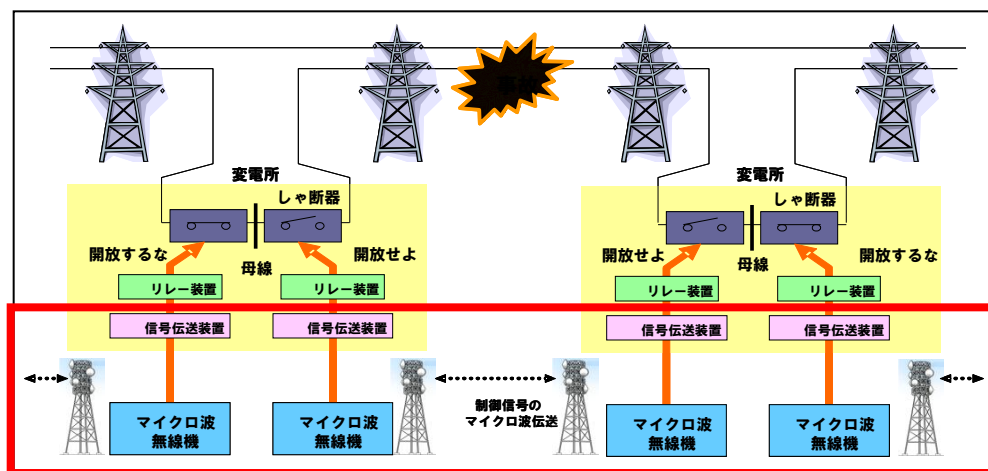 事故
変電所
変電所
しゃ断器
しゃ断器
開放するな
開放せよ
母線
開放せよ
開放するな
母線
リレー装置
リレー装置
リレー装置
リレー装置
信号伝送装置
信号伝送装置
信号伝送装置
信号伝送装置
制御信号の
マイクロ波伝送
マイクロ波
無線機
マイクロ波
無線機
マイクロ波
無線機
マイクロ波
無線機